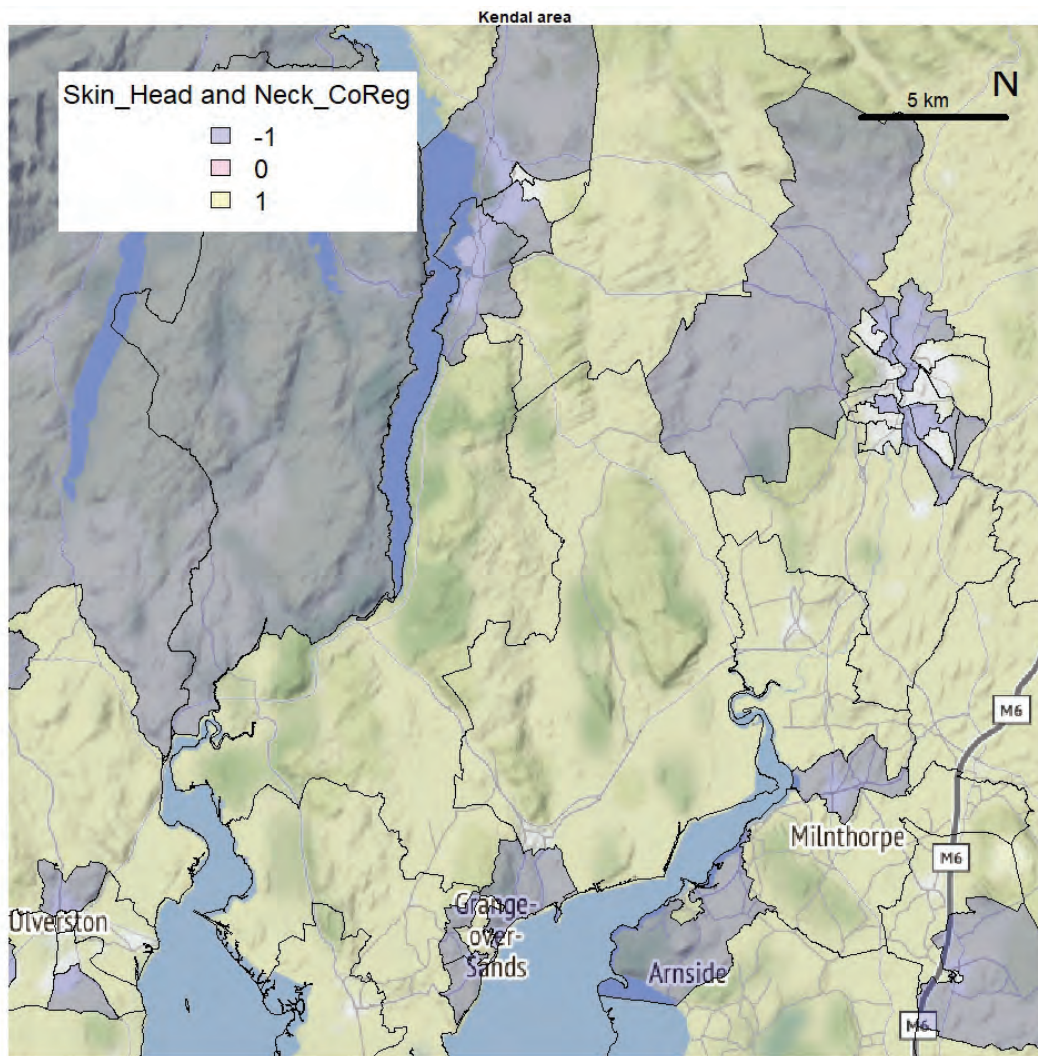 Kendal area
Skin_Head and Neck_CoReg
-1
0
1
5 km
N
M6
Milnthorpe
M6
Ulverston
Grange-
over-
Sands
Arnside
M6